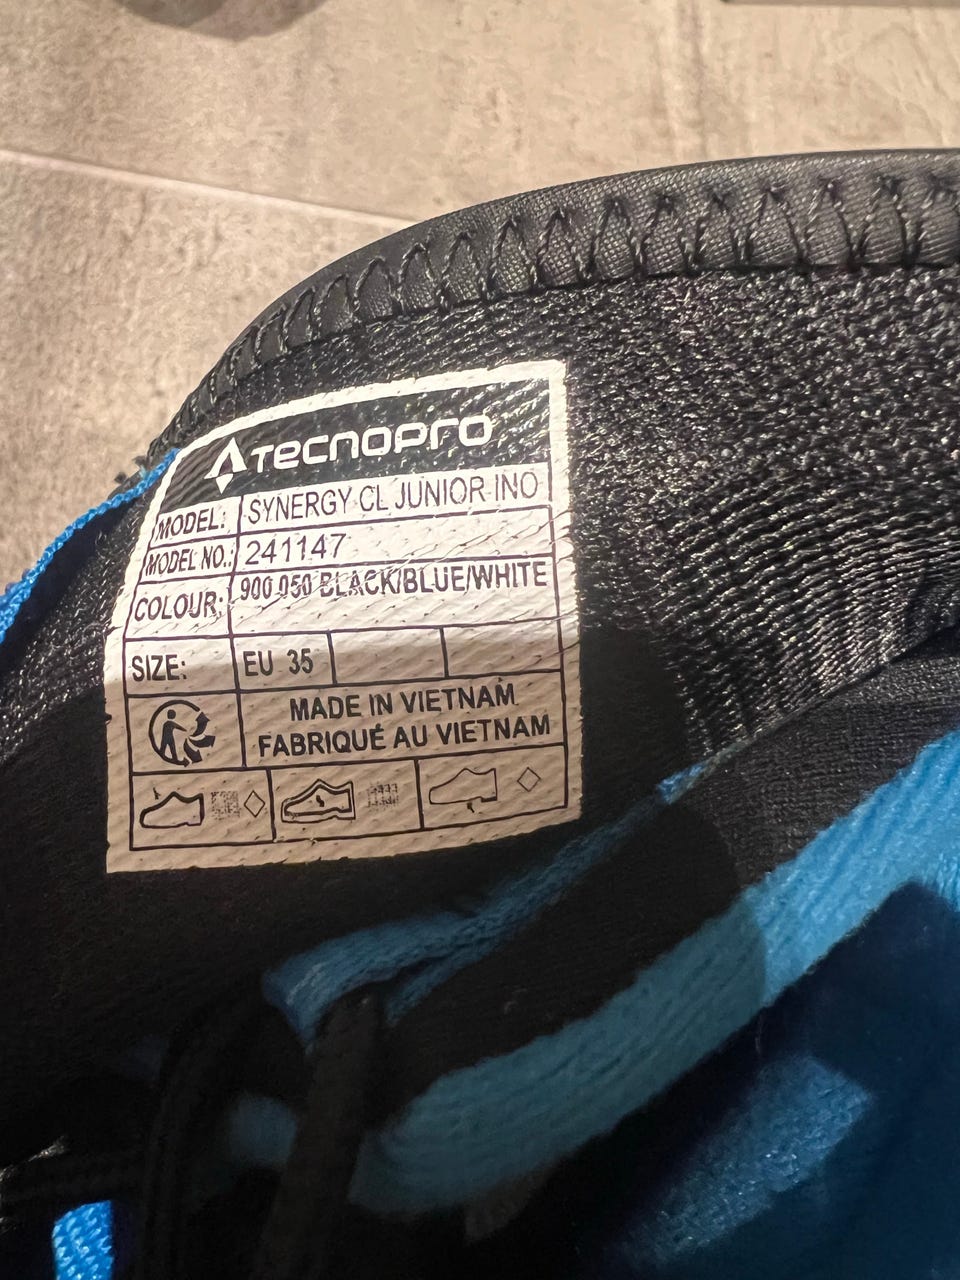 TECNOPRO
MODEL: SYNERGY CL JUNIOR INO
MODEL NO.: 241147
COLOUR: 900 050 BLACK/BLUE/WHITE
SIZE: EU 35
MADE IN VIETNAM
FABRIQUÉ AU VIETNAM